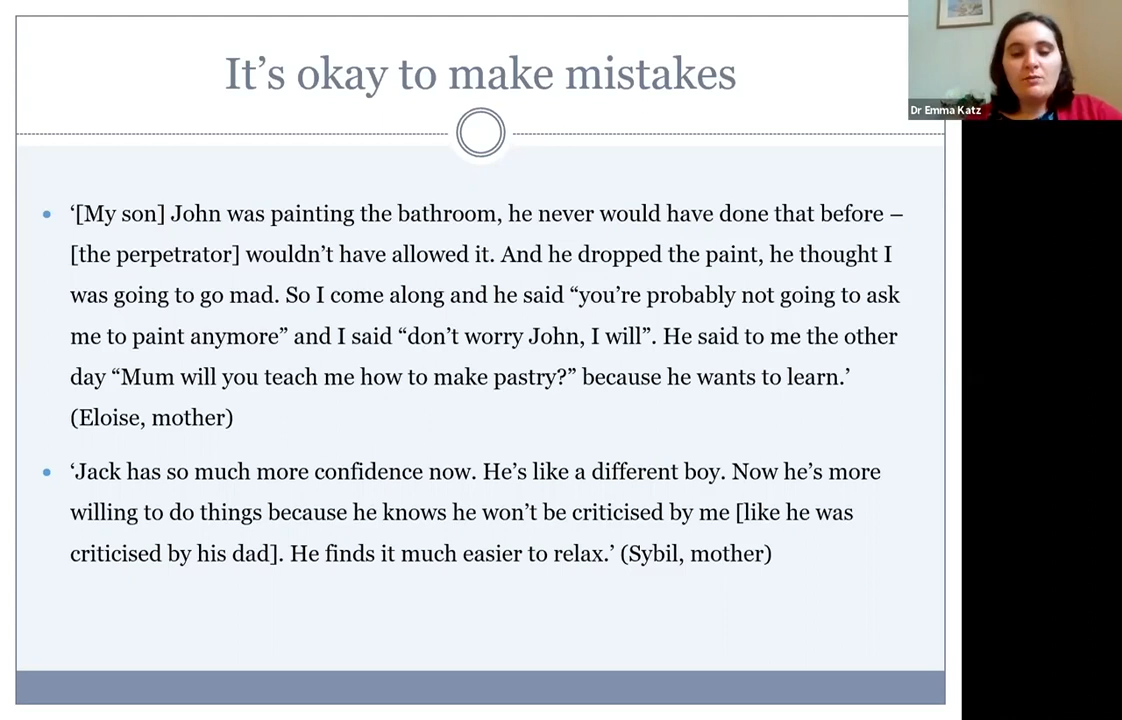 It’s okay to make mistakes
Dr Emma Katz
• ‘[My son] John was painting the bathroom, he never would have done that before –
[the perpetrator] wouldn’t have allowed it. And he dropped the paint, he thought I
was going to go mad. So I come along and he said “you’re probably not going to ask
me to paint anymore” and I said “don’t worry John, I will”. He said to me the other
day “Mum will you teach me how to make pastry?” because he wants to learn.’
(Eloise, mother)
• ‘Jack has so much more confidence now. He’s like a different boy. Now he’s more
willing to do things because he knows he won’t be criticised by me [like he was
criticised by his dad]. He finds it much easier to relax.’ (Sybil, mother)